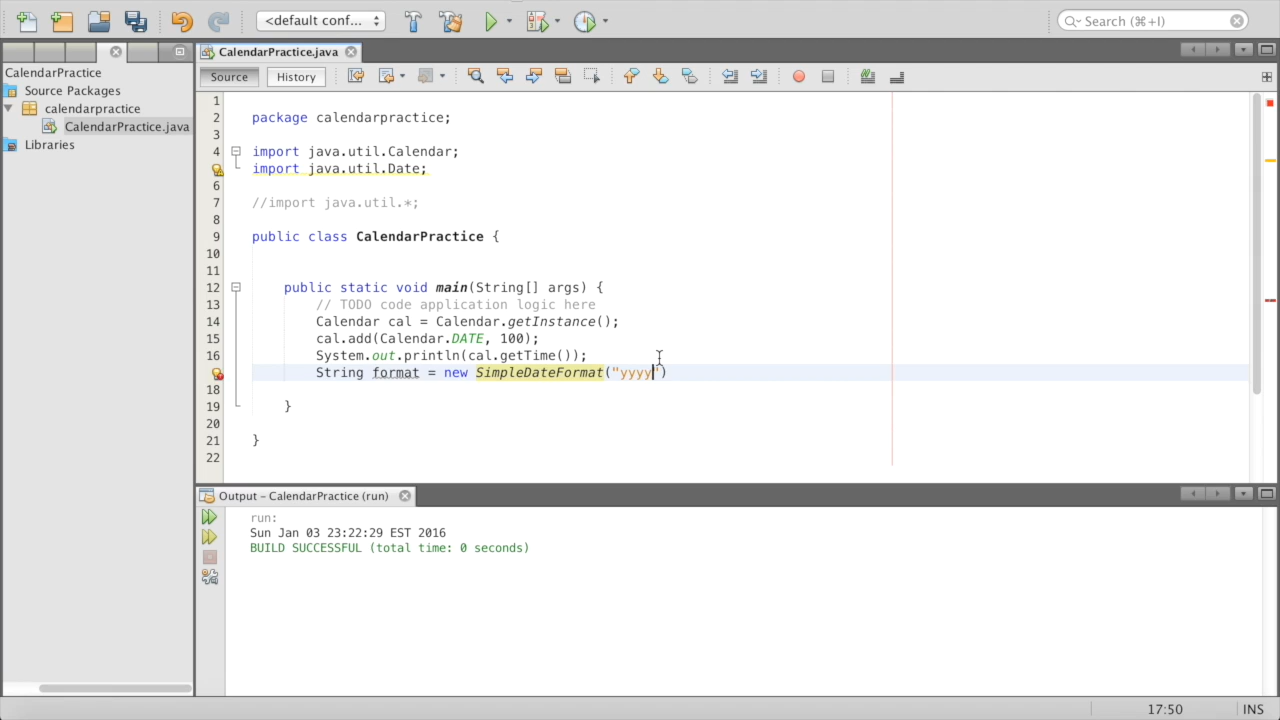 <default conf...
Search (⌘+I)
CalendarPractice.java
CalendarPractice
Source Packages
calendarpractice
CalendarPractice.java
Libraries
Source History
1
2 package calendarpractice;
3
4 import java.util.Calendar;
import java.util.Date;
6
7 //import java.util.*;
8
9 public class CalendarPractice {
10
11
12 public static void main(String[] args) {
13 // TODO code application logic here
14 Calendar cal = Calendar.getInstance();
15 cal.add(Calendar.DATE, 100);
16 System.out.println(cal.getTime());
String format = new SimpleDateFormat("yyyy")
18
19 }
20
21 }
22
Output – CalendarPractice (run)
run:
Sun Jan 03 23:22:29 EST 2016
BUILD SUCCESSFUL (total time: 0 seconds)
17:50 INS